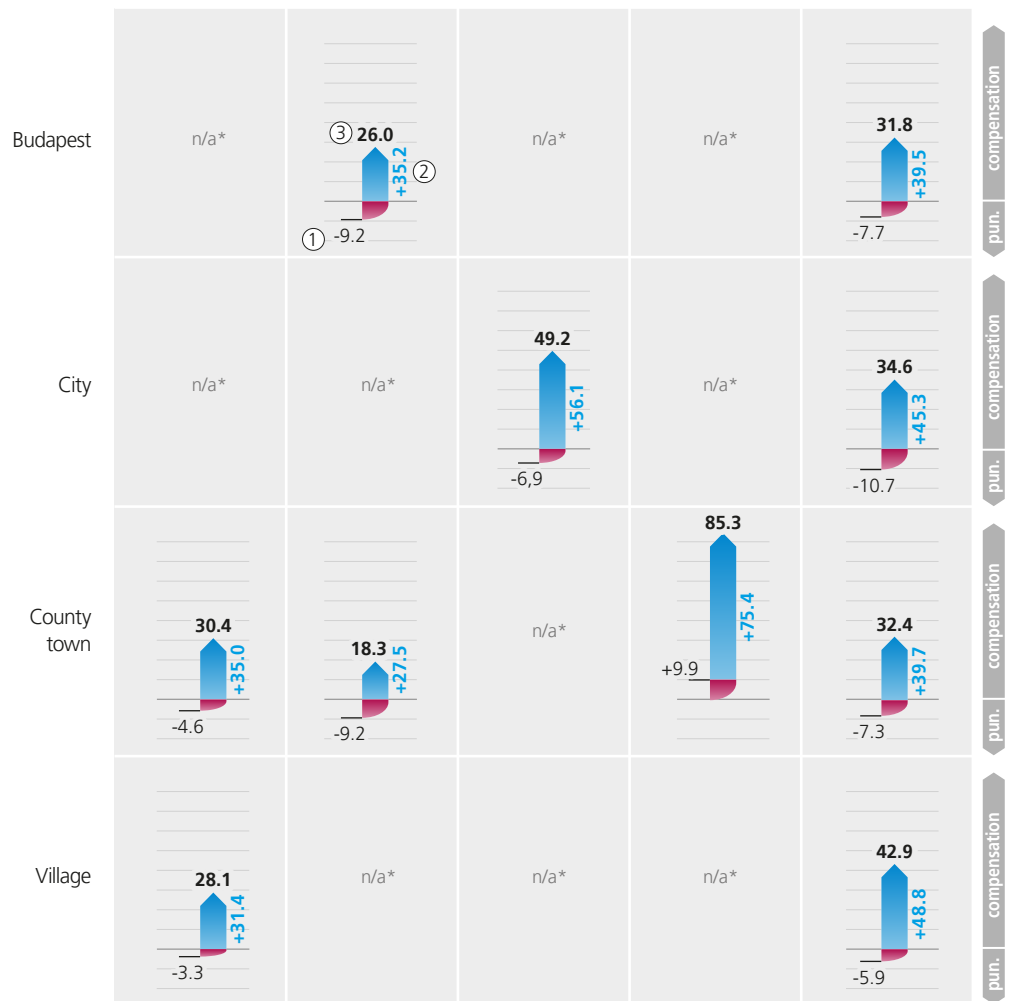 compensation
③ 26.0
31.8
Budapest
n/a*
n/a*
n/a*
+35.2
②
+39.5
① -9.2
-7.7
pun.
compensation
49.2
34.6
City
n/a*
n/a*
n/a*
+56.1
+45.3
-6,9
-10.7
pun.
85.3
compensation
County
town
30.4
18.3
n/a*
32.4
+35.0
+27.5
+75.4
+39.7
+9.9
-4.6
-9.2
-7.3
pun.
compensation
42.9
Village
28.1
n/a*
n/a*
n/a*
+31.4
+48.8
-3.3
-5.9
pun.